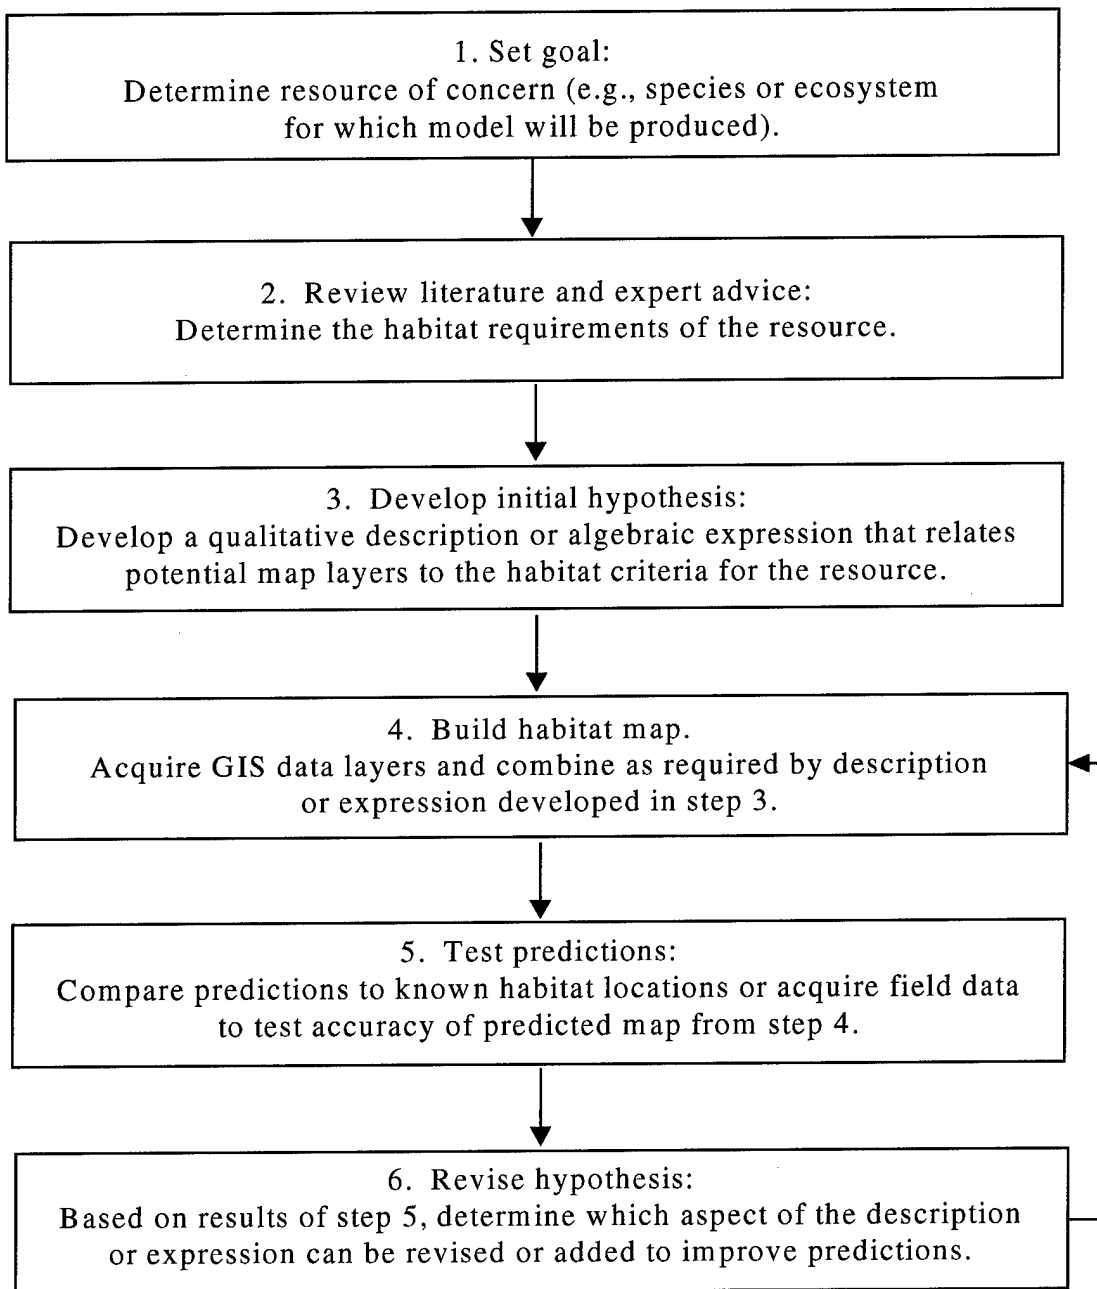 1. Set goal:
Determine resource of concern (e.g., species or ecosystem
for which model will be produced).
2. Review literature and expert advice:
Determine the habitat requirements of the resource.
3. Develop initial hypothesis:
Develop a qualitative description or algebraic expression that relates
potential map layers to the habitat criteria for the resource.
4. Build habitat map.
Acquire GIS data layers and combine as required by description
or expression developed in step 3.
5. Test predictions:
Compare predictions to known habitat locations or acquire field data
to test accuracy of predicted map from step 4.
6. Revise hypothesis:
Based on results of step 5, determine which aspect of the description
or expression can be revised or added to improve predictions.